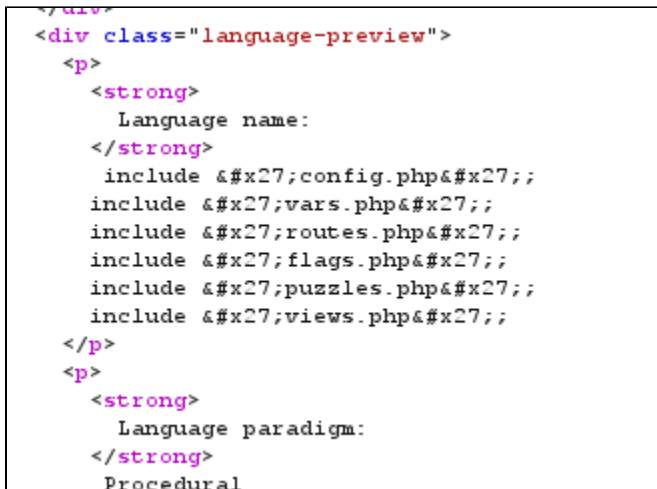 </div>
<div class="language-preview">
<p>
<strong>
Language name:
</strong>
include &#x27;config.php&#x27;;
include &#x27;vars.php&#x27;;
include &#x27;routes.php&#x27;;
include &#x27;flags.php&#x27;;
include &#x27;puzzles.php&#x27;;
include &#x27;views.php&#x27;;
</p>
<p>
<strong>
Language paradigm:
</strong>
Procedural